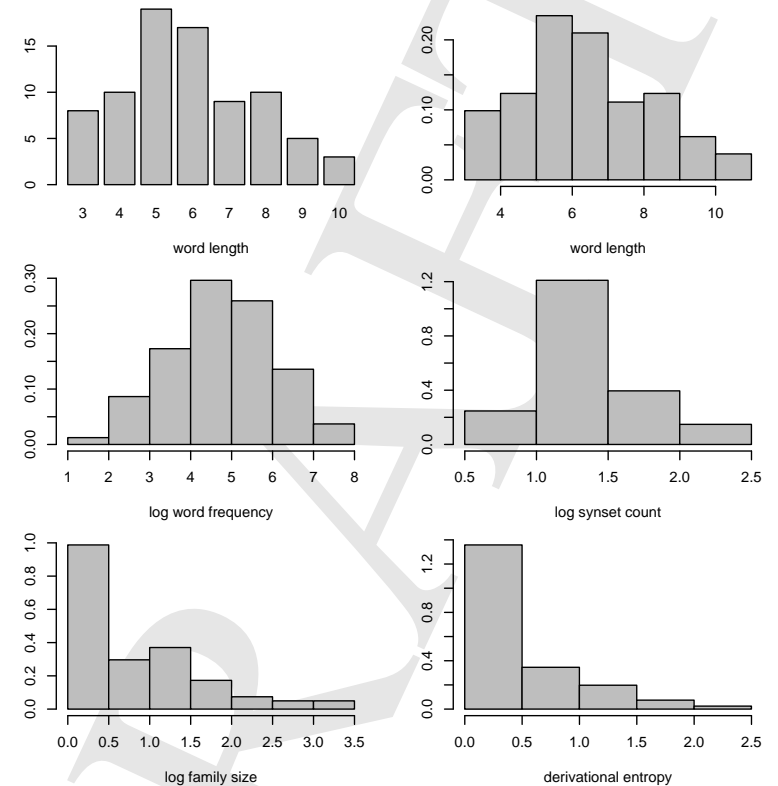 0 5 10 15
3 4 5 6 7 8 9 10
word length
0.00 0.10 0.20
4 6 8 10
word length
0.00 0.10 0.20 0.30
1 2 3 4 5 6 7 8
log word frequency
0.0 0.4 0.8 1.2
0.5 1.0 1.5 2.0 2.5
log synset count
0.0 0.2 0.4 0.6 0.8 1.0
0.0 0.5 1.0 1.5 2.0 2.5 3.0 3.5
log family size
0.0 0.4 0.8 1.2
0.0 0.5 1.0 1.5 2.0 2.5
derivational entropy